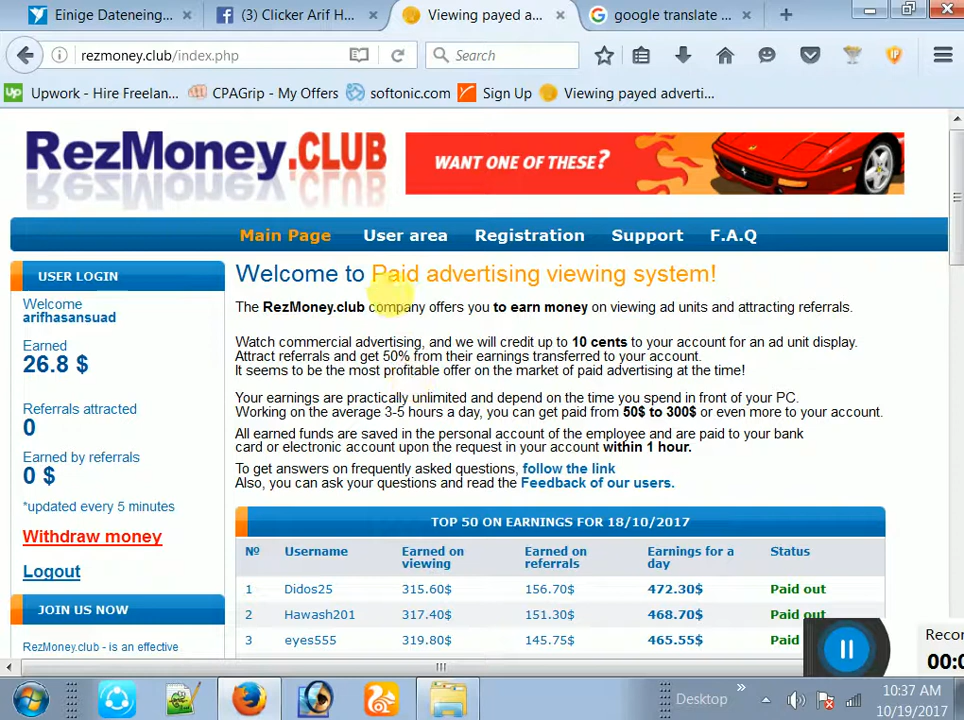 Einige Dateneing...
(3) Clicker Arif H...
Viewing payed a...
google translate ...
rezmoney.club/index.php
Search
Upwork - Hire Freelan...
CPAGrip - My Offers
softonic.com
Sign Up
Viewing payed adverti...
RezMoney.CLUB
WANT ONE OF THESE?
Main Page
User area
Registration
Support
F.A.Q
USER LOGIN
Welcome
arifhasansuad
Earned
26.8 $
Referrals attracted
0
Earned by referrals
0 $
*updated every 5 minutes
Withdraw money
Logout
JOIN US NOW
RezMoney.club - is an effective
Welcome to Paid advertising viewing system!
The RezMoney.club company offers you to earn money on viewing ad units and attracting referrals.
Watch commercial advertising, and we will credit up to 10 cents to your account for an ad unit display.
Attract referrals and get 50% from their earnings transferred to your account.
It seems to be the most profitable offer on the market of paid advertising at the time!
Your earnings are practically unlimited and depend on the time you spend in front of your PC.
Working on the average 3-5 hours a day, you can get paid from 50$ to 300$ or even more to your account.
All earned funds are saved in the personal account of the employee and are paid to your bank
card or electronic account upon the request in your account within 1 hour.
To get answers on frequently asked questions, follow the link
Also, you can ask your questions and read the Feedback of our users.
TOP 50 ON EARNINGS FOR 18/10/2017
№ Username Earned on viewing Earned on referrals Earnings for a day Status
1 Didos25 315.60$ 156.70$ 472.30$ Paid out
2 Hawash201 317.40$ 151.30$ 468.70$ Paid out
3 eyes555 319.80$ 145.75$ 465.55$ Paid
Recor
00:0
Desktop
10:37 AM
10/19/2017